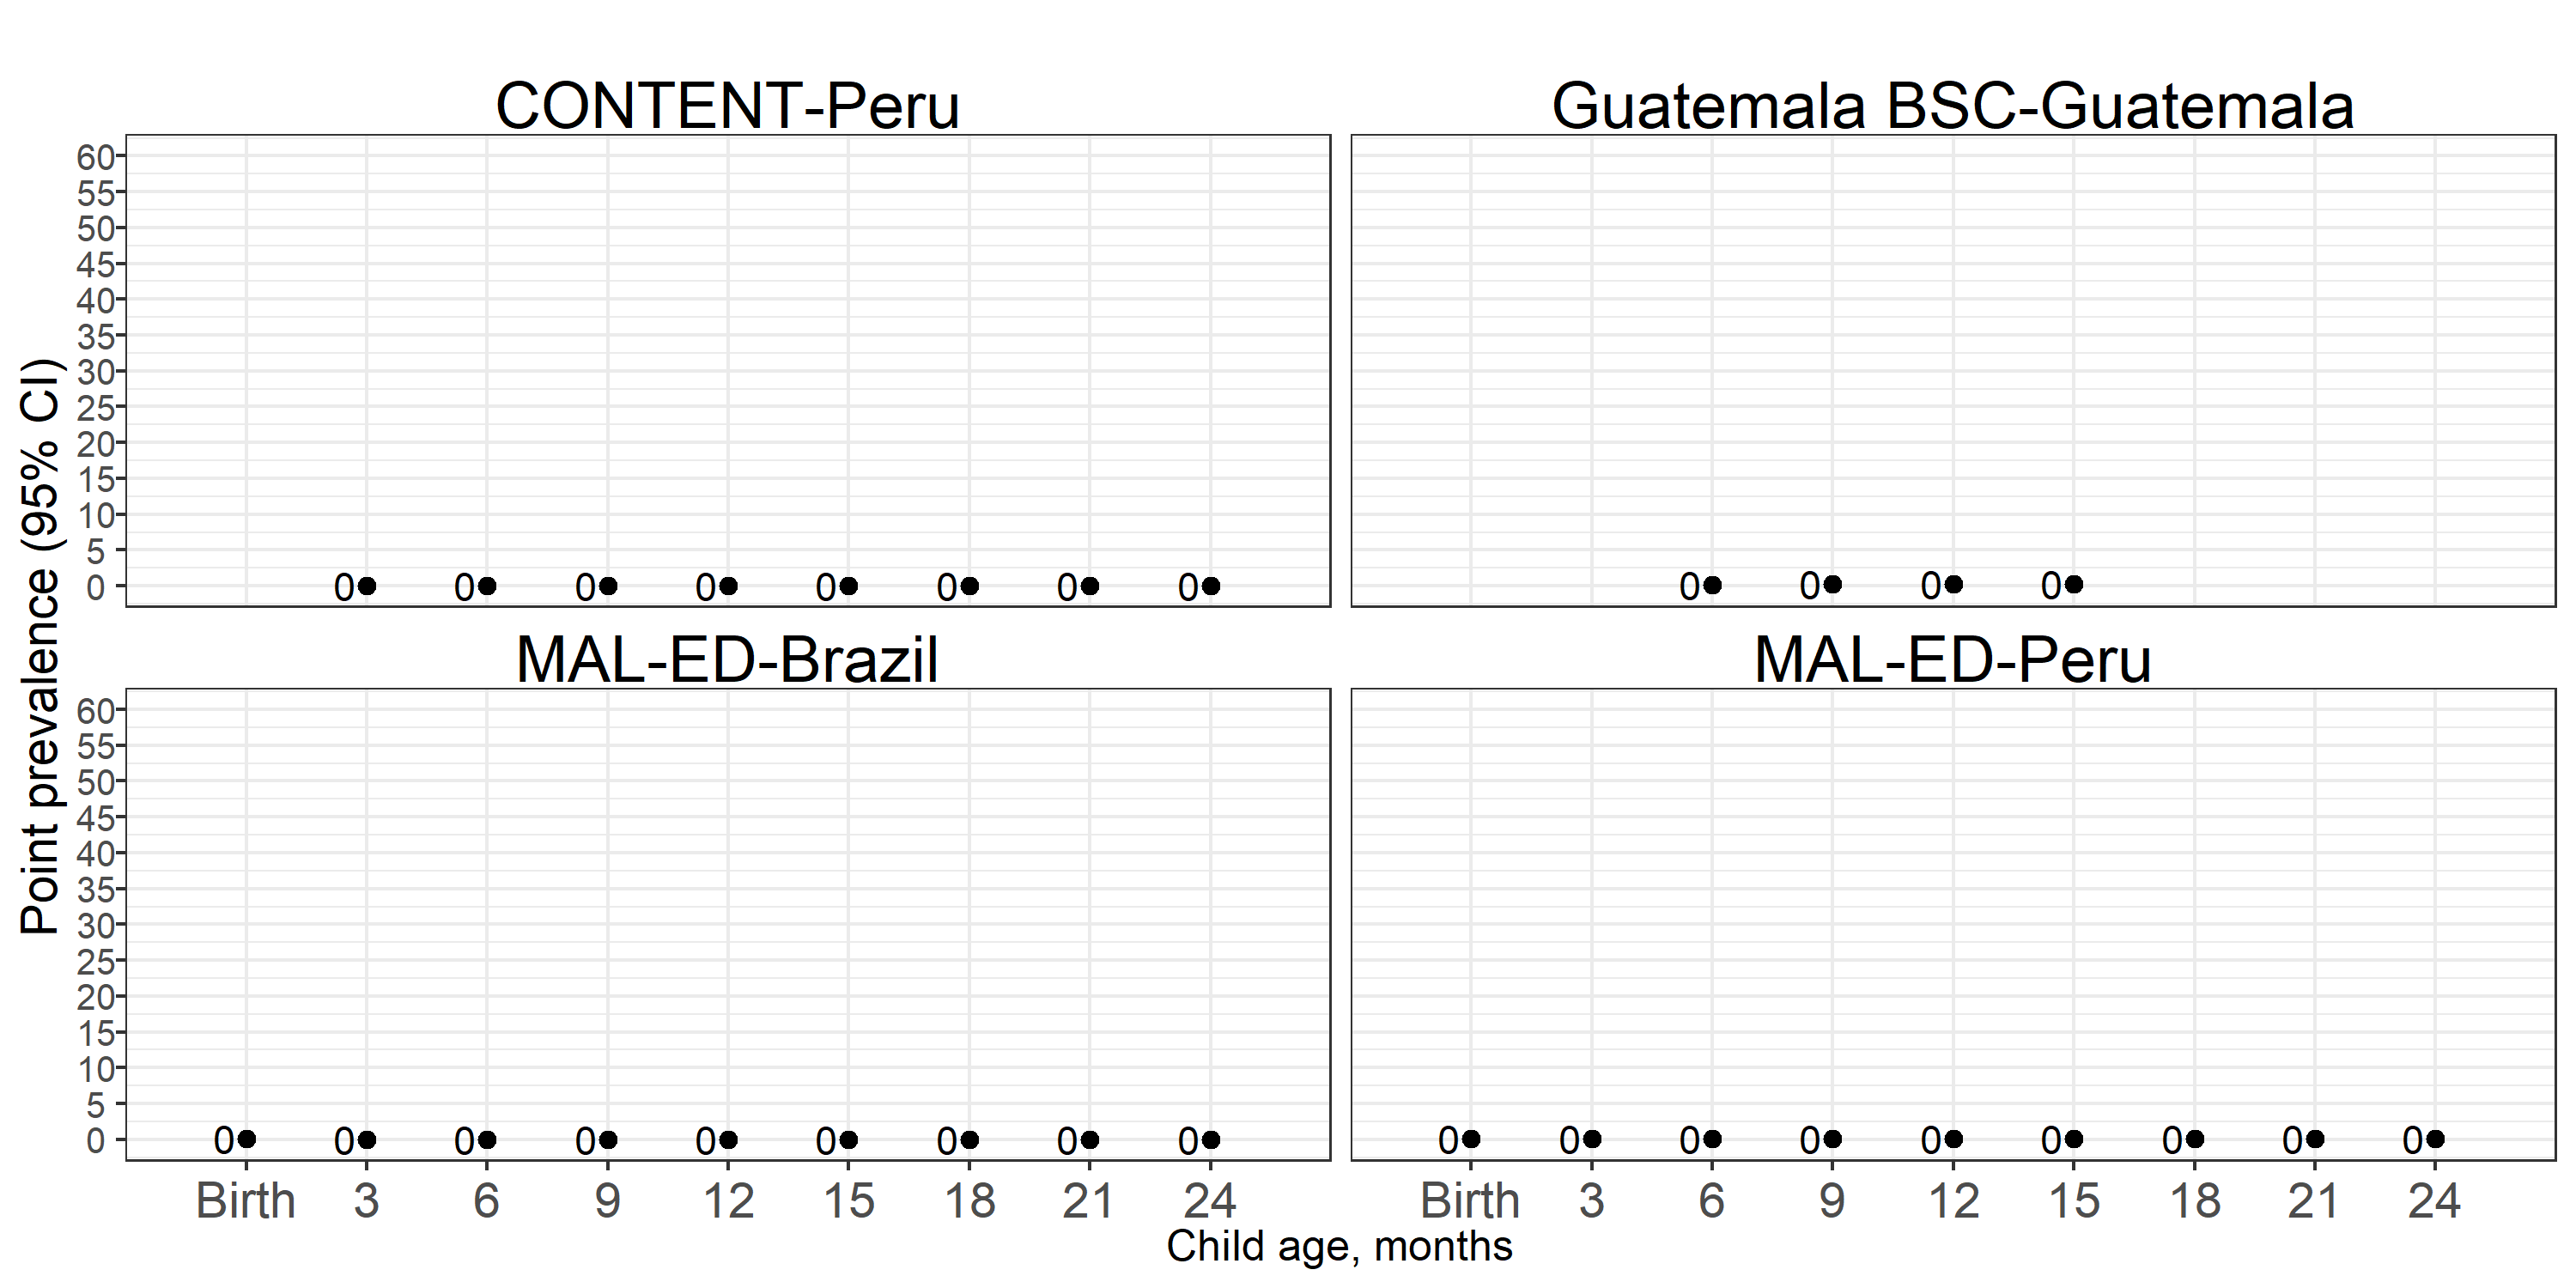 CONTENT-Peru
Guatemala BSC-Guatemala
60
55
50
45
40
35
30
25
20
15
10
5
0
0 0 0 0 0 0 0 0
0 0 0 0
Point prevalence (95% CI)
MAL-ED-Brazil
MAL-ED-Peru
60
55
50
45
40
35
30
25
20
15
10
5
0
0 0 0 0 0 0 0 0 0
0 0 0 0 0 0 0 0 0
Birth 3 6 9 12 15 18 21 24
Birth 3 6 9 12 15 18 21 24
Child age, months